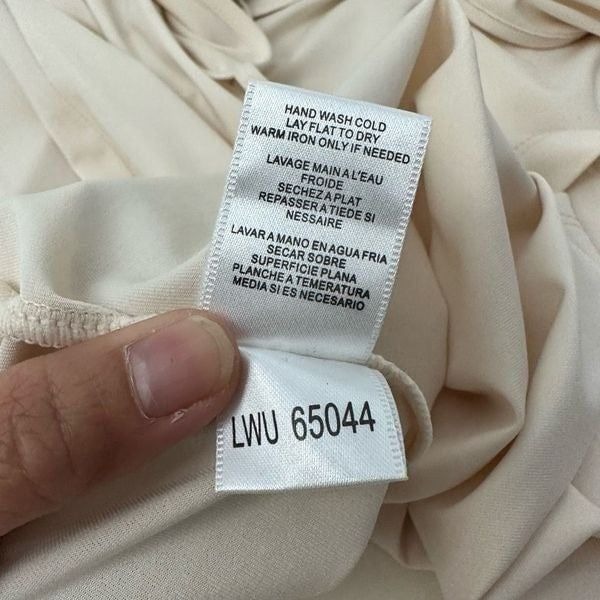 HAND WASH COLD
LAY FLAT TO DRY
WARM IRON ONLY IF NEEDED
LAVAGE MAIN A L'EAU
FROIDE
SECHEZ A PLAT
REPASSER A TIEDE SI
NESSAIRE
LAVAR A MANO EN AGUA FRIA
SECAR SOBRE
SUPERFICIE PLANA
PLANCHE A TEMERATURA
MEDIA SI ES NECESARIO
LWU 65044